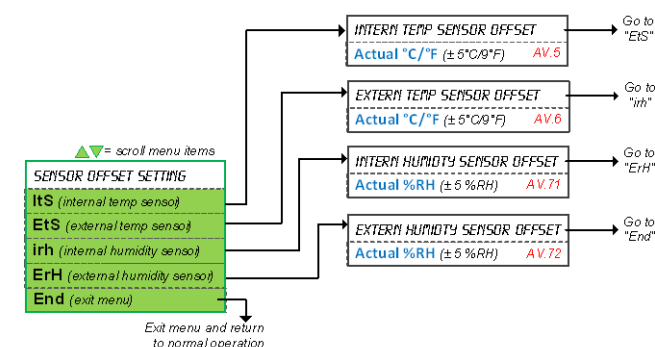 INTERN TEMP SENSOR OFFSET
Actual °C/°F (± 5°C/9°F) AV.5
Go to
"EtS"
EXTERN TEMP SENSOR OFFSET
Actual °C/°F (± 5°C/9°F) AV.6
Go to
"irh"
INTERN HUMIDTY SENSOR OFFSET
Actual %RH (± 5 %RH) AV.71
Go to
"ErH"
EXTERN HUMIDTY SENSOR OFFSET
Actual %RH (± 5 %RH) AV.72
Go to
"End"
= scroll menu items
SENSOR OFFSET SETTING
ItS (internal temp sensor)
EtS (external temp sensor)
irh (internal humidity sensor)
ErH (external humidity sensor)
End (exit menu)
Exit menu and return
to normal operation